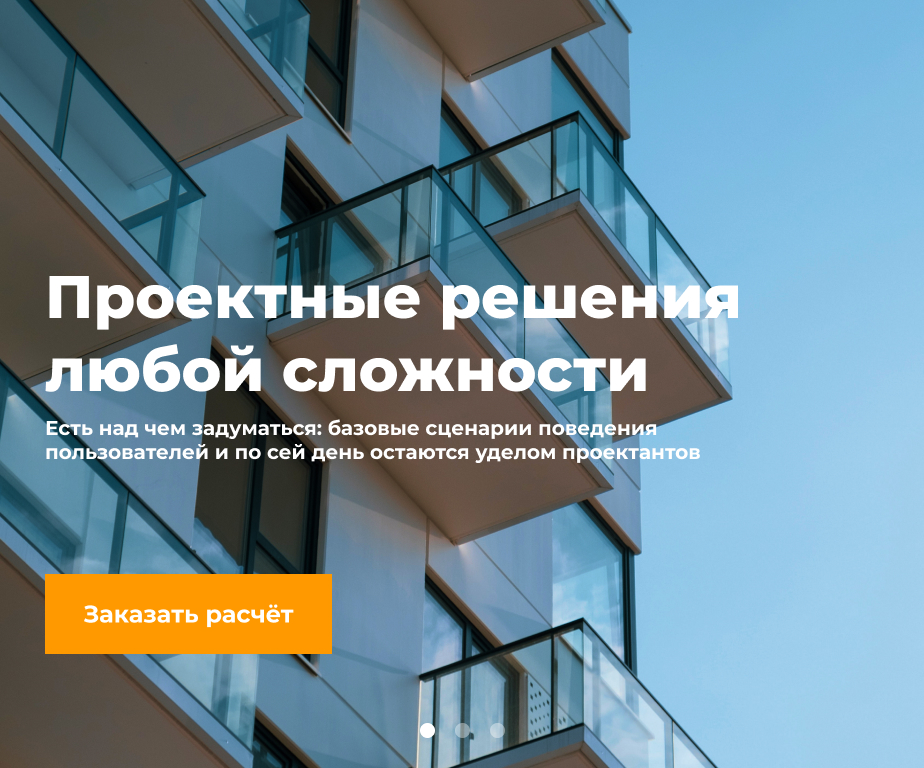 Проектные решения
любой сложности
Есть над чем задуматься: базовые сценарии поведения
пользователей и по сей день остаются уделом проектантов
Заказать расчёт